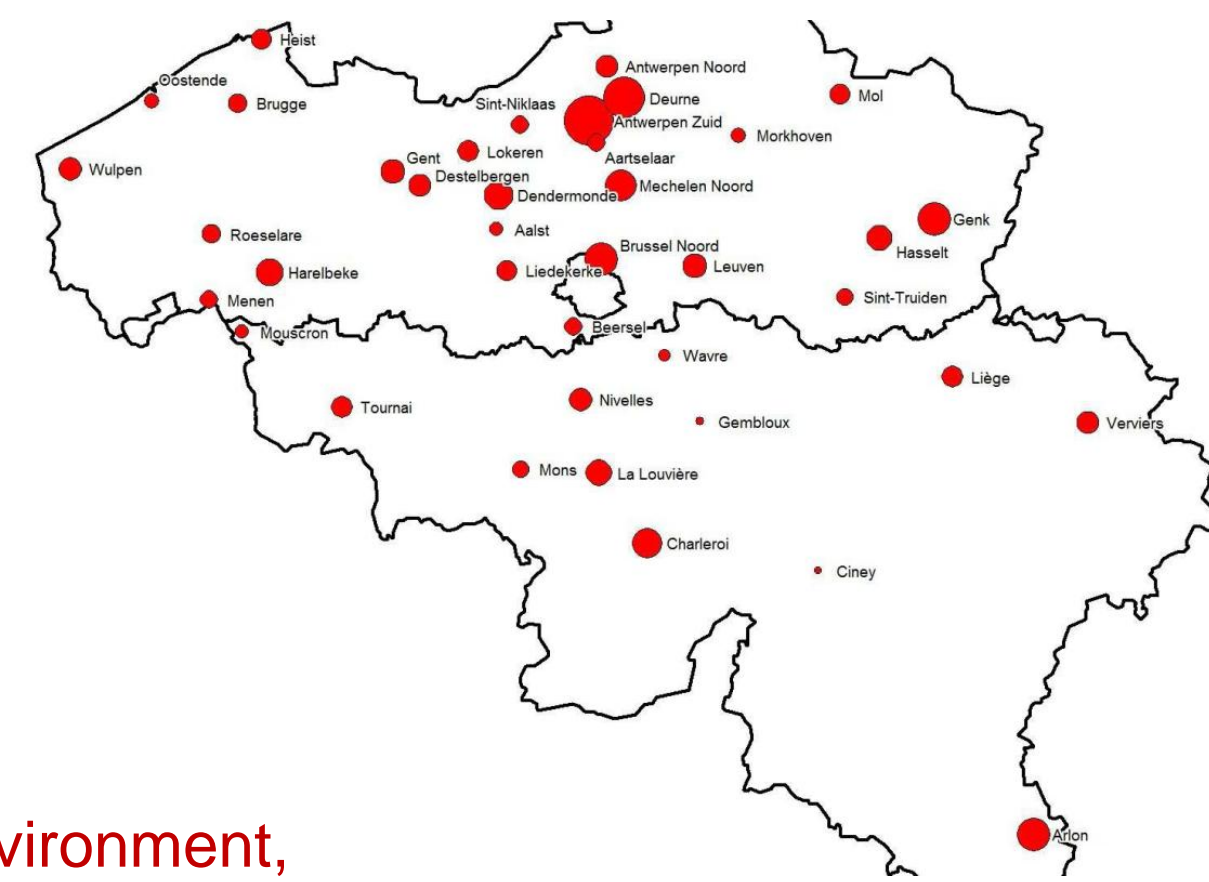 Heist
Oostende
Brugge
Wulpen
Antwerpen Noord
Deurne
Mol
Sint-Niklaas
Antwerpen Zuid
Morkhoven
Lokeren
Aartselaar
Gent
Destelbergen
Mechelen Noord
Dendermonde
Genk
Roeselare
Aalst
Brussel Noord
Hasselt
Harelbeke
Liedekerke
Leuven
Menen
Sint-Truiden
Mouscron
Beersel
Wavre
Liège
Tournai
Nivelles
Gembloux
Verviers
Mons
La Louvière
Charleroi
Ciney
Arlon
vironment,